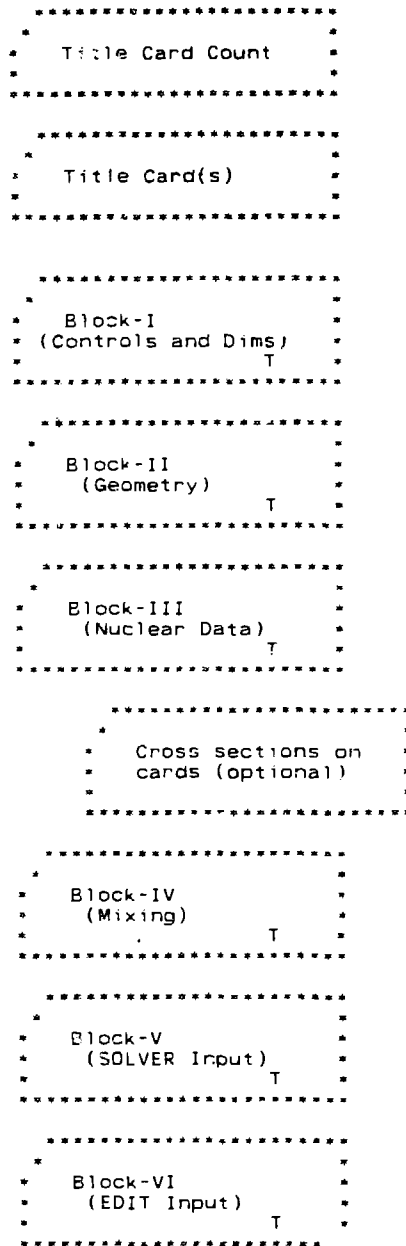 Title Card Count
Title Card(s)
Block-I
(Controls and Dims)
T
Block-II
(Geometry)
T
Block-III
(Nuclear Data)
T
Cross sections on
cards (optional)
Block-IV
(Mixing)
T
Block-V
(SOLVER Input)
T
Block-VI
(EDIT Input)
T